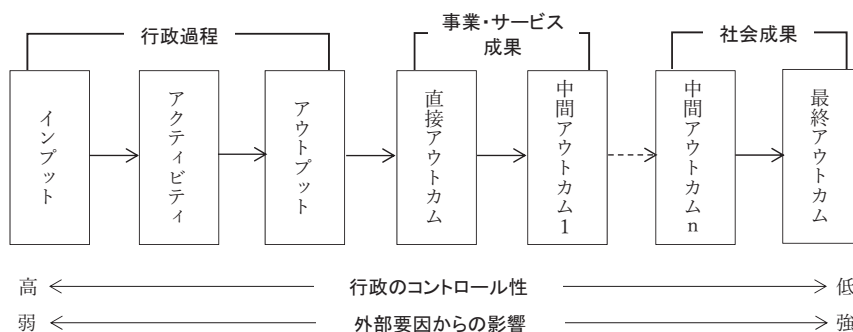 行政過程
事業・サービス
成果
社会成果
インプット
アクティビティ
アウトプット
直接アウトカム
中間アウトカム1
中間アウトカムn
最終アウトカム
高 行政のコントロール性 低
弱 外部要因からの影響 強